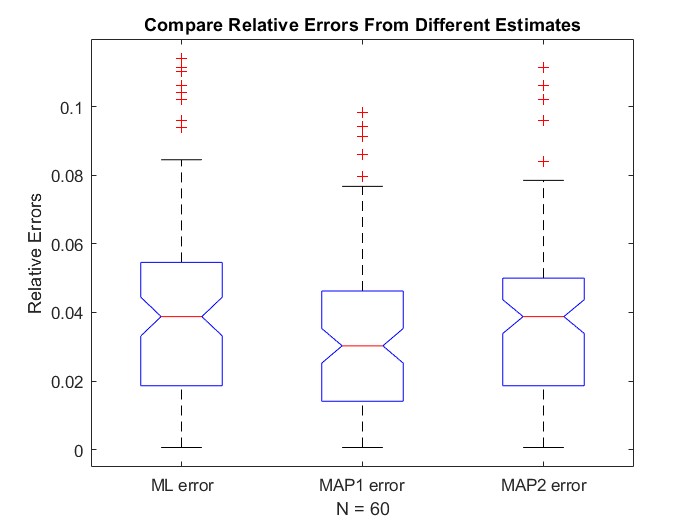 Compare Relative Errors From Different Estimates
Relative Errors
0.1
0.08
0.06
0.04
0.02
0
ML error
MAP1 error
MAP2 error
N = 60